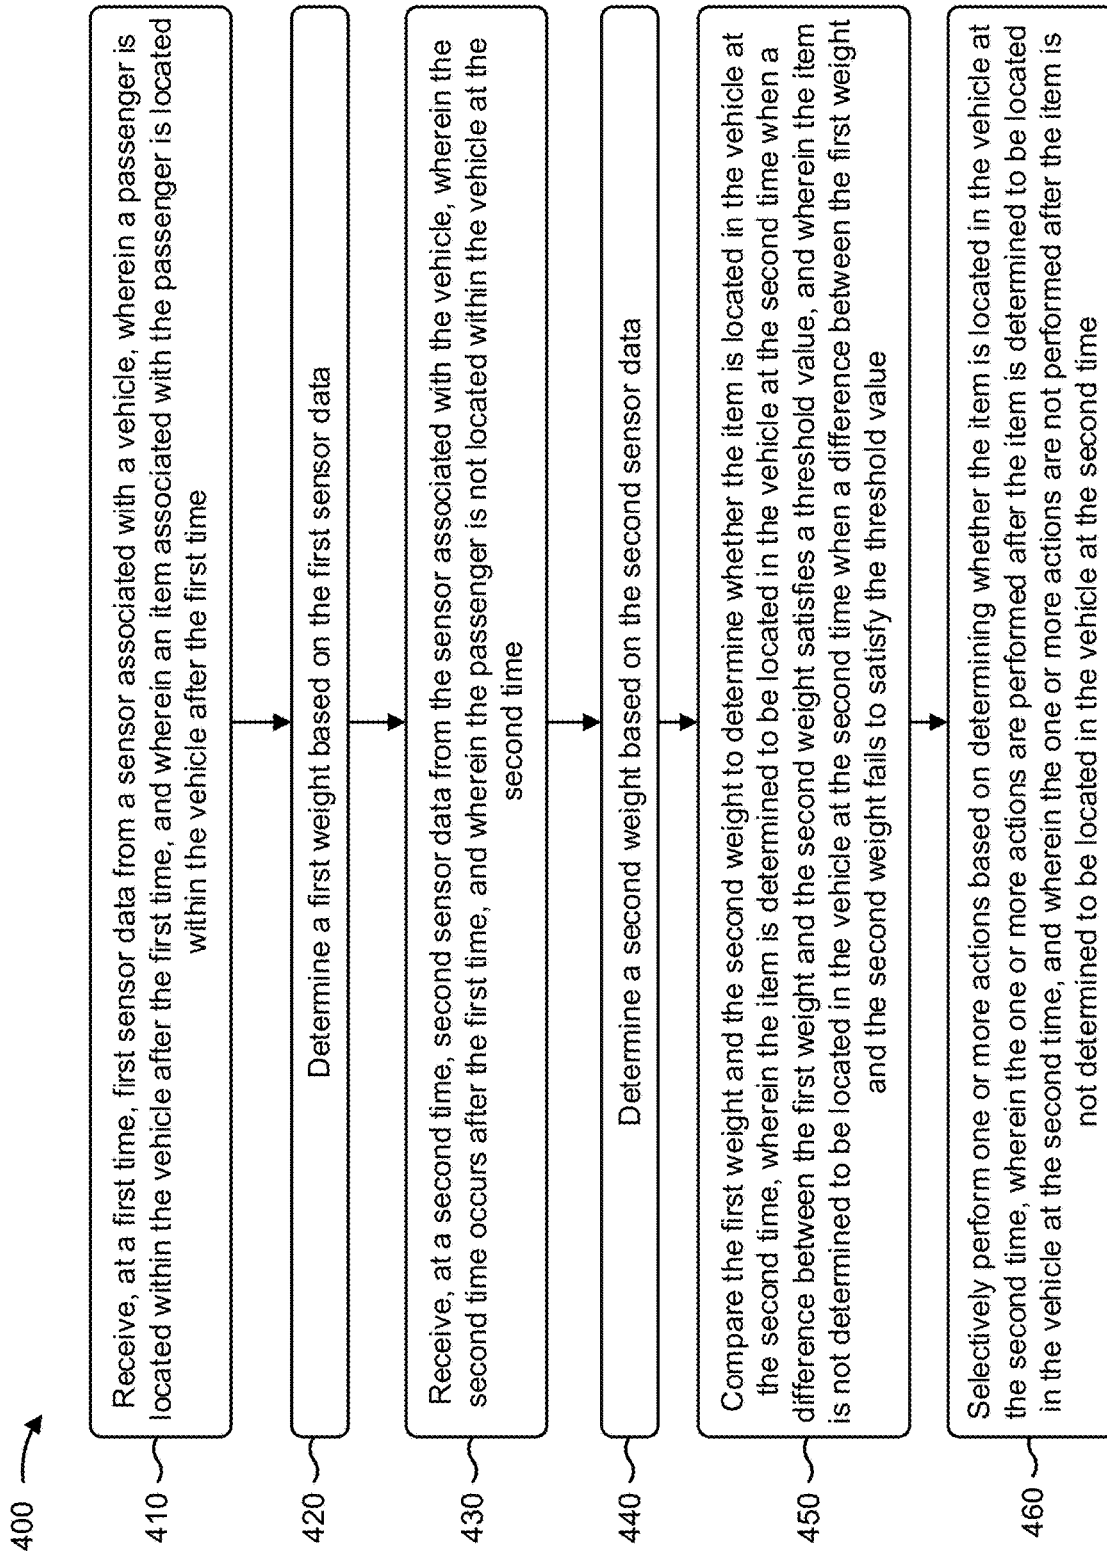 400
410
Receive, at a first time, first sensor data from a sensor associated with a vehicle, wherein a passenger is
located within the vehicle after the first time, and wherein an item associated with the passenger is located
within the vehicle after the first time
420
Determine a first weight based on the first sensor data
430
Receive, at a second time, second sensor data from the sensor associated with the vehicle, wherein the
second time occurs after the first time, and wherein the passenger is not located within the vehicle at the
second time
440
Determine a second weight based on the second sensor data
450
Compare the first weight and the second weight to determine whether the item is located in the vehicle at
the second time, wherein the item is determined to be located in the vehicle at the second time when a
difference between the first weight and the second weight satisfies a threshold value, and wherein the item
is not determined to be located in the vehicle at the second time when a difference between the first weight
and the second weight fails to satisfy the threshold value
460
Selectively perform one or more actions based on determining whether the item is located in the vehicle at
the second time, wherein the one or more actions are performed after the item is determined to be located
in the vehicle at the second time, and wherein the one or more actions are not performed after the item is
not determined to be located in the vehicle at the second time